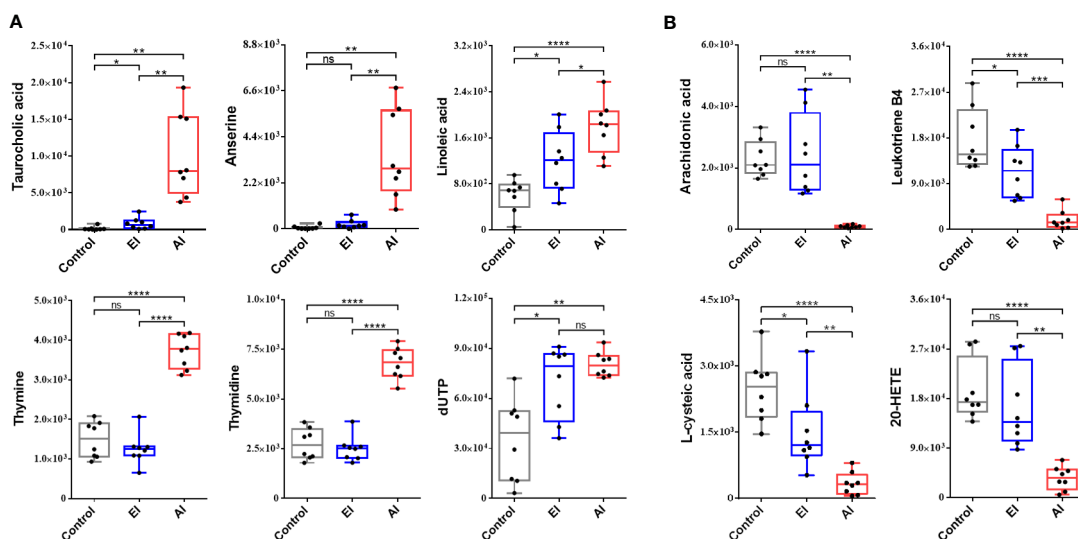 A
Taurocholic acid
2.5×10⁴
2.0×10⁴
1.5×10⁴
1.0×10⁴
5.0×10³
0
**
*
**
Control
EI
AI
Anserine
8.8×10³
6.6×10³
4.4×10³
2.2×10³
0
**
ns
**
Control
EI
AI
Linoleic acid
3.2×10³
2.4×10³
1.6×10³
8.0×10³
0
****
*
*
Control
EI
AI
Thymine
5.0×10³
4.0×10³
4.0×10³
2.0×10³
1.0×10³
0
****
ns
****
Control
EI
AI
Thymidine
1.0×10⁴
7.5×10³
5.0×10³
2.5×10³
0
****
ns
****
Control
EI
AI
dUTP
1.2×10⁵
9.0×10⁴
6.0×10⁴
3.0×10⁴
0
**
*
ns
Control
EI
AI
B
Arachidonic acid
6.0×10³
4.0×10³
2.0×10³
0
****
ns
**
Control
EI
AI
Leukotriene B4
3.6×10⁴
2.7×10⁴
1.8×10⁴
9.0×10³
0
****
*
***
Control
EI
AI
L-cysteic acid
4.5×10³
3.0×10³
1.5×10³
0
****
*
**
Control
EI
AI
20-HETE
3.6×10⁴
2.7×10⁴
1.8×10⁴
9.0×10³
0
****
ns
**
Control
EI
AI